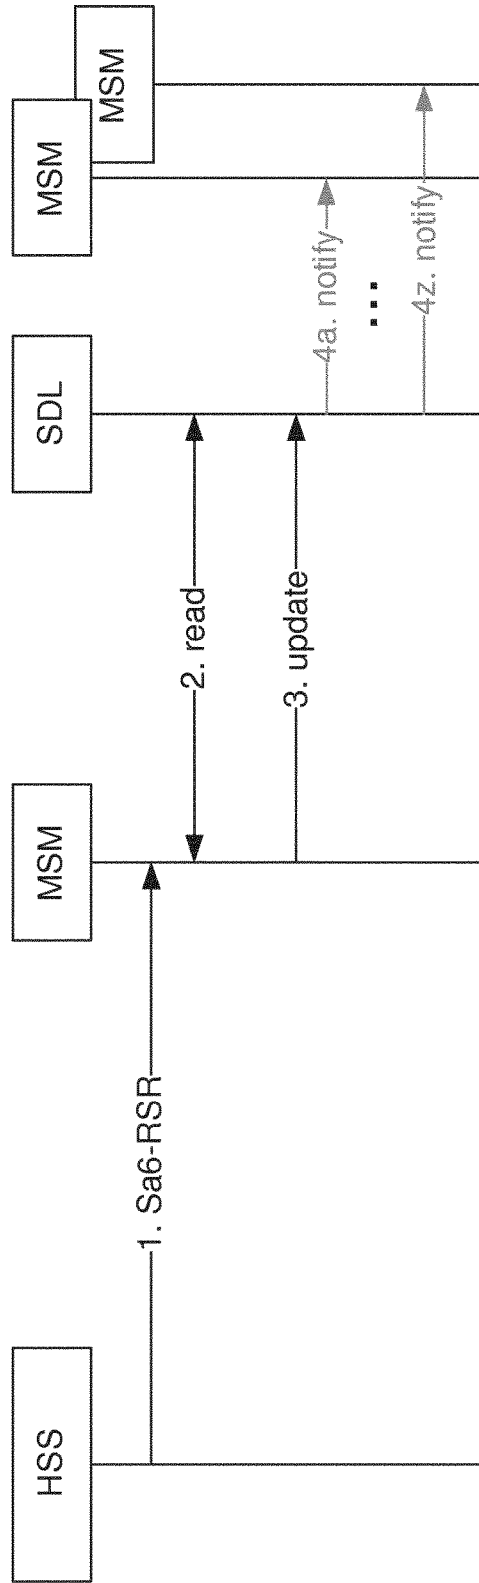 HSS
MSM
SDL
MSM
MSM
1. Sa6-RSR
2. read
3. update
4a. notify
...
4z. notify